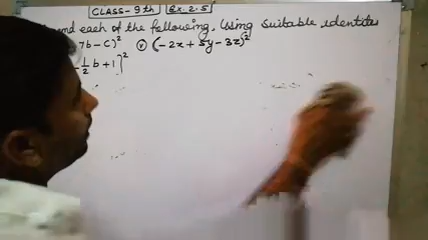 CLASS-9th Ex.2.5
and each of the following, Using suitable identites
7b-c)² (v) (-2x+5y-3z)²
1/2 b+1]²